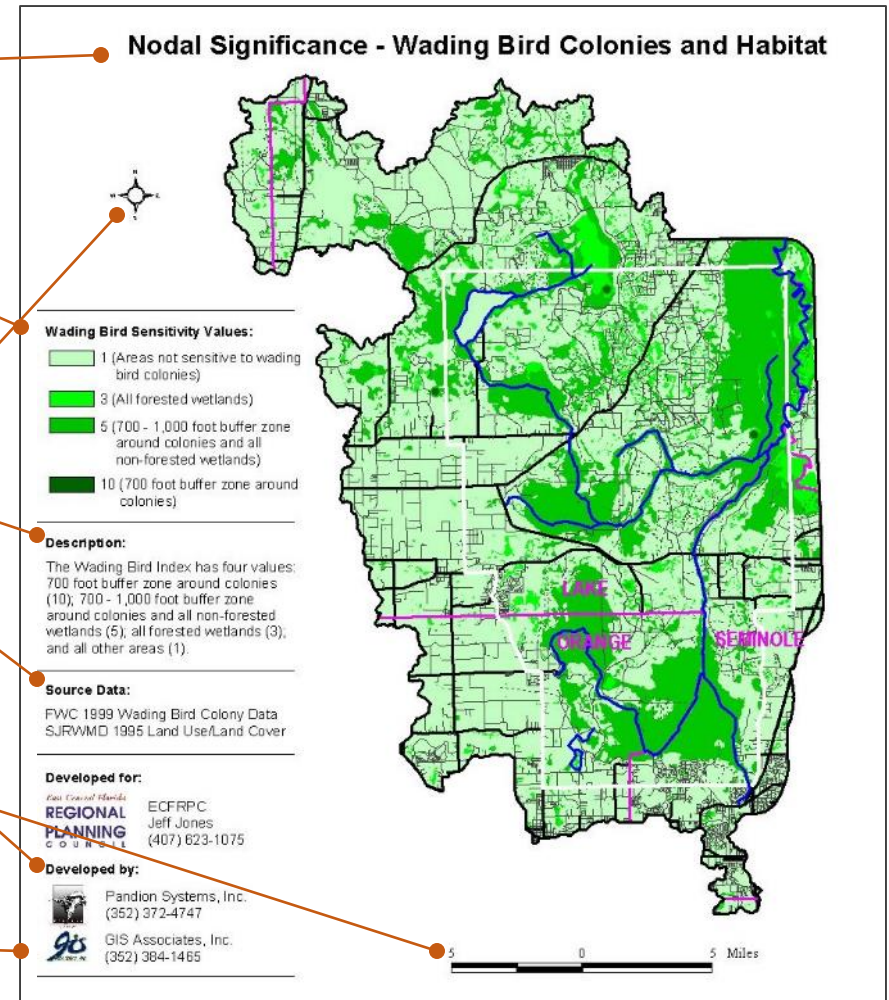 Nodal Significance - Wading Bird Colonies and Habitat
N
W E
S
Wading Bird Sensitivity Values:
1 (Areas not sensitive to wading
bird colonies)
3 (All forested wetlands)
5 (700 - 1,000 foot buffer zone
around colonies and all
non-forested wetlands)
10 (700 foot buffer zone around
colonies)
Description:
The Wading Bird Index has four values:
700 foot buffer zone around colonies
(10); 700 - 1,000 foot buffer zone
around colonies and all non-forested
wetlands (5); all forested wetlands (3);
and all other areas (1).
Source Data:
FWC 1999 Wading Bird Colony Data
SJRWMD 1995 Land Use/Land Cover
Developed for:
East Central Florida
REGIONAL
PLANNING
COUNCIL
ECFRPC
Jeff Jones
(407) 623-1075
Developed by:
Pandion Systems, Inc.
(352) 372-4747
gis
GIS Associates, Inc.
(352) 384-1465
LAKE
ORANGE
SEMINOLE
5 0 5 Miles